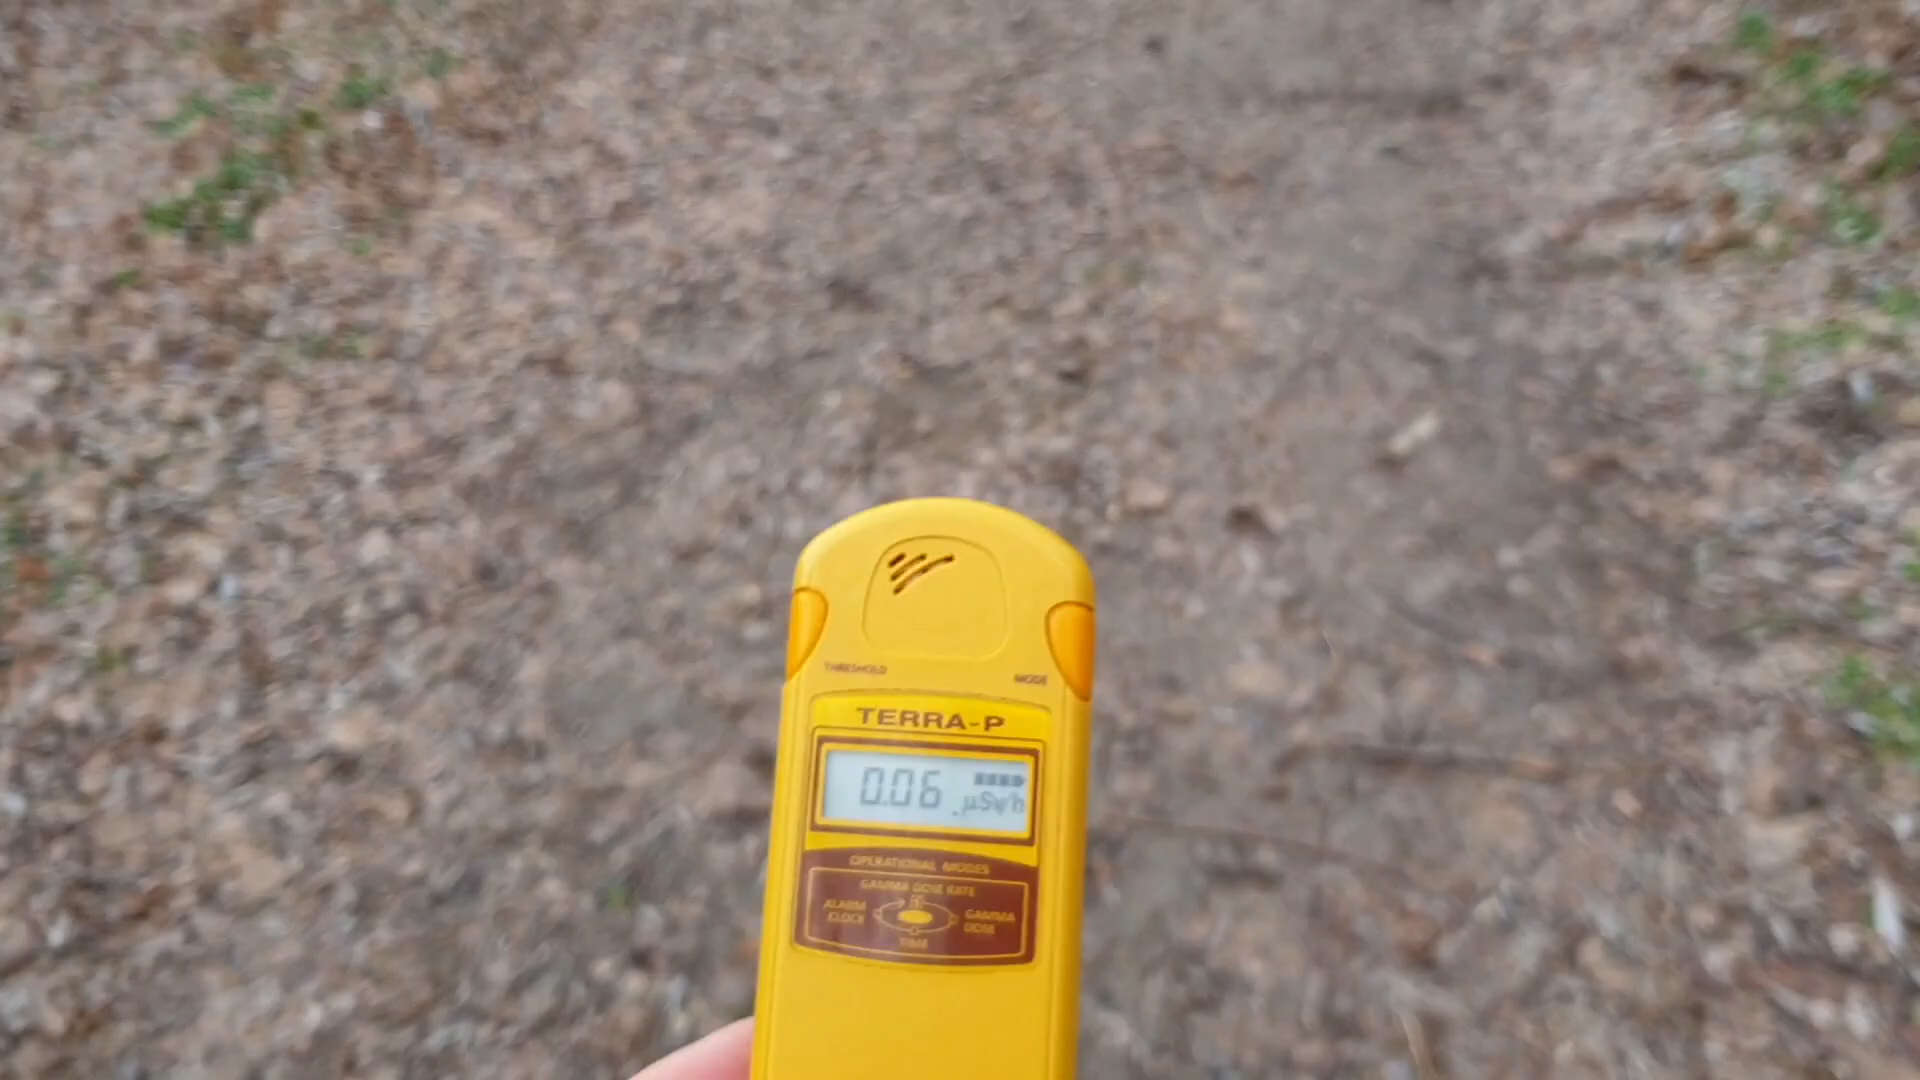 THRESHOLD
MODE
TERRA-P
0.06 µSv/h
OPERATIONAL MODES
GAMMA DOSE RATE
ALARM CLOCK
GAMMA DOSE
TIME